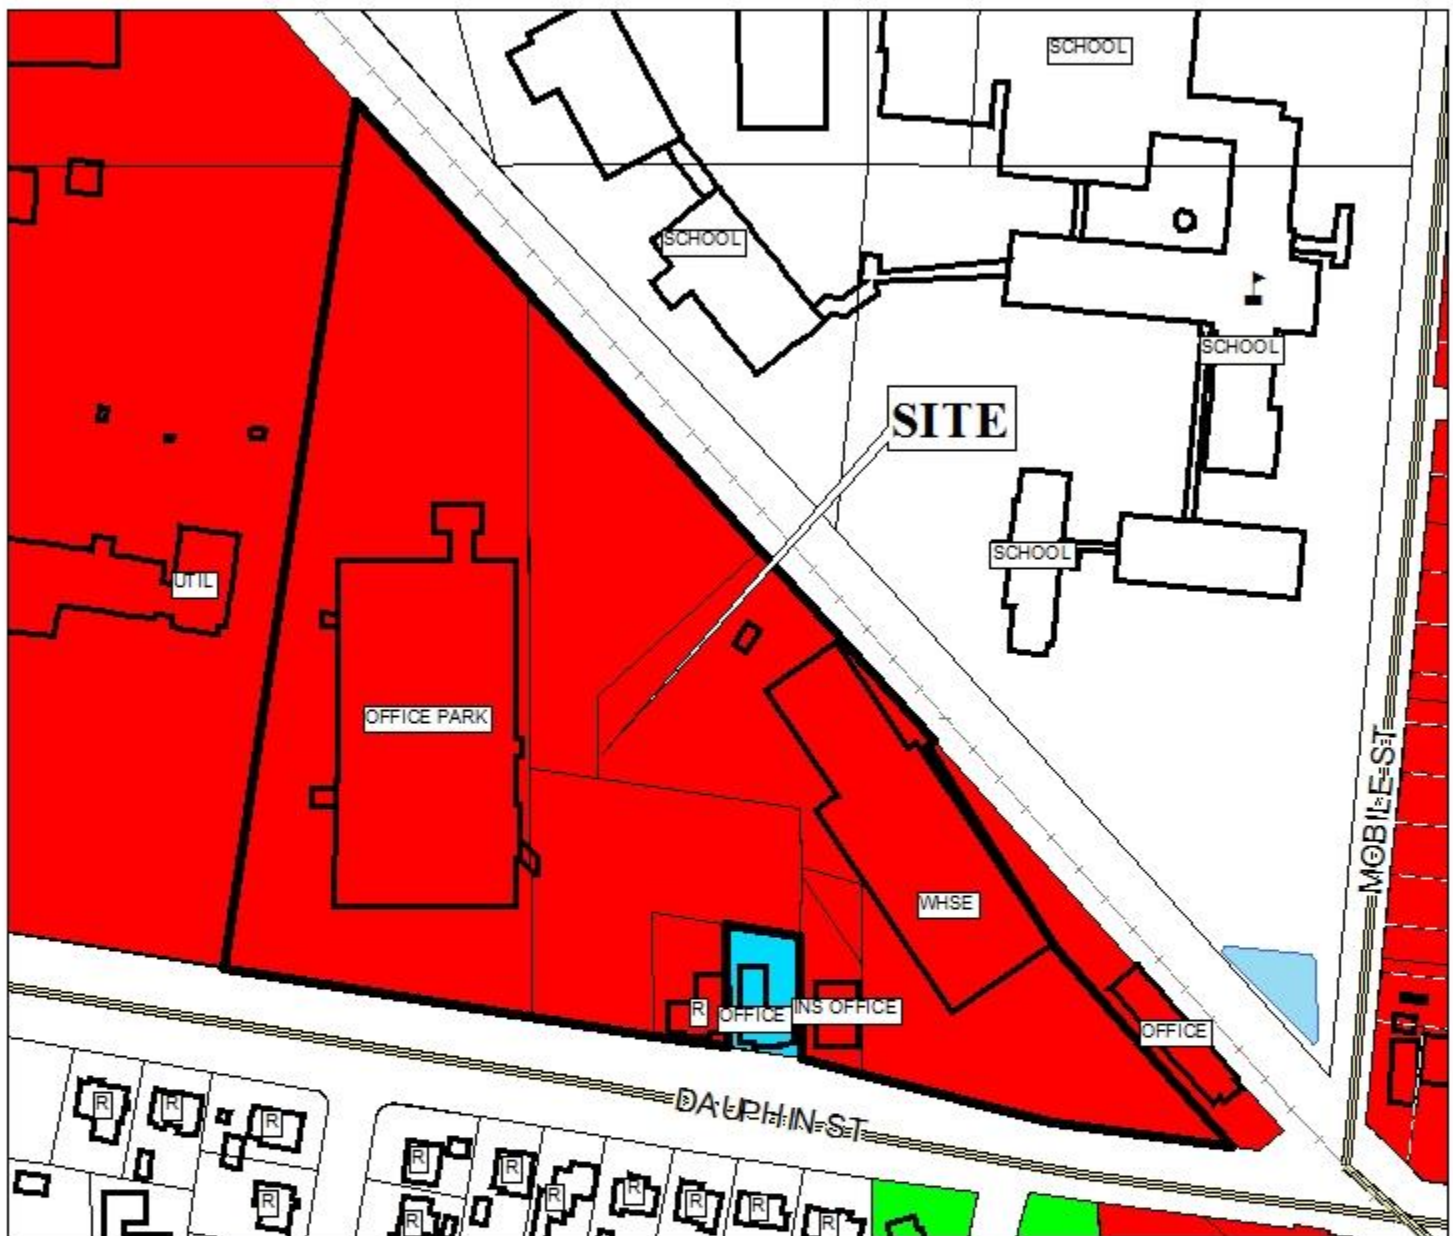 SCHOOL
SCHOOL
SCHOOL
SITE
SCHOOL
UTIL
OFFICE PARK
MOBILE ST
WHSE
R
OFFICE
INS OFFICE
OFFICE
DAUPHIN ST
R
R
R
R
R
R
R
R
R
R
R
R